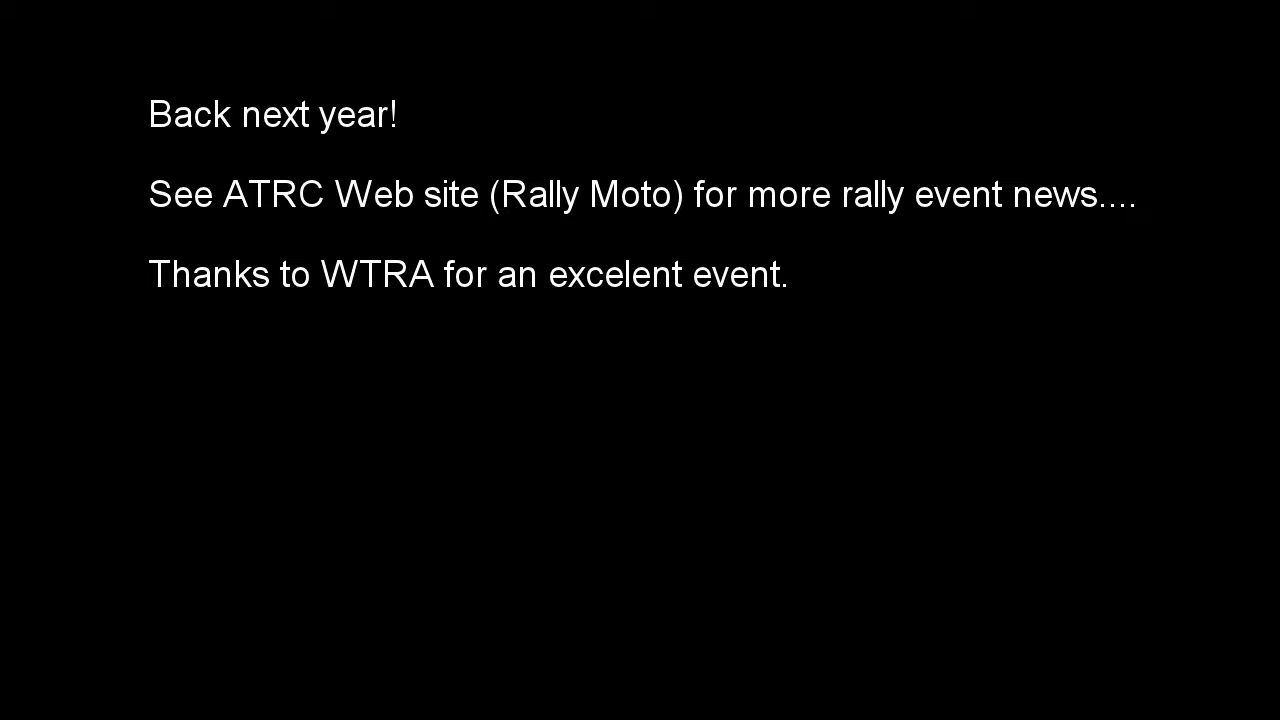 Back next year!
See ATRC Web site (Rally Moto) for more rally event news....
Thanks to WTRA for an excelent event.